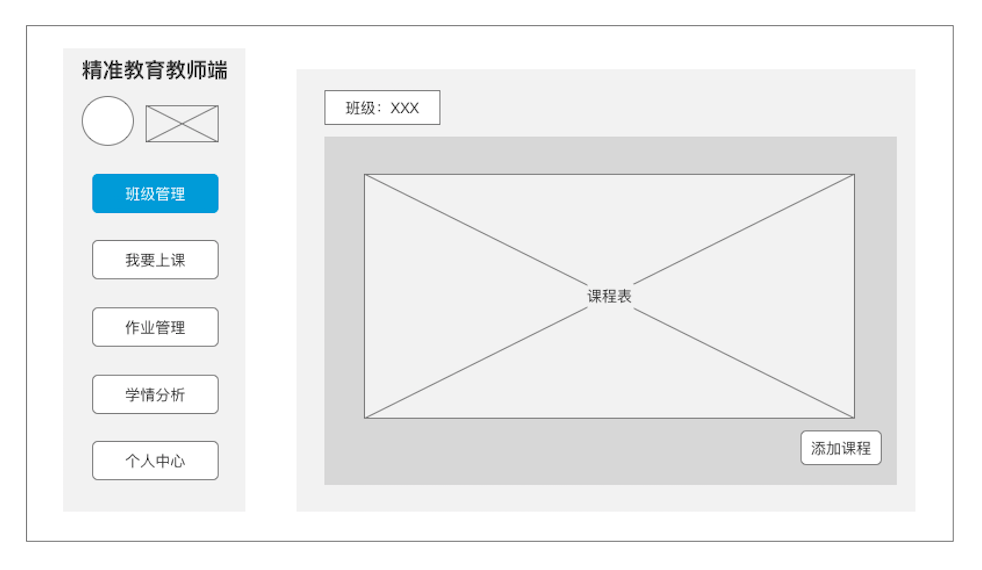 精准教育教师端
班级管理
我要上课
作业管理
学情分析
个人中心
班级：XXX
课程表
添加课程